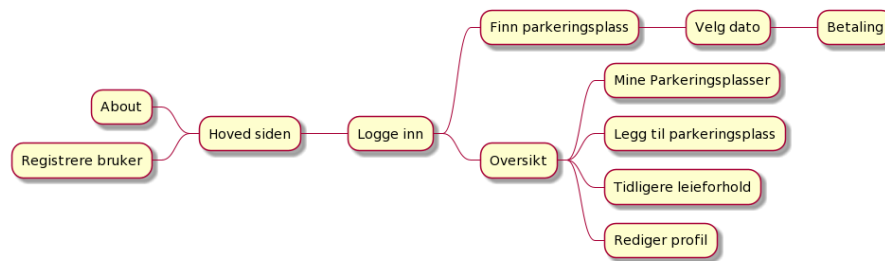 Finn parkeringsplass
Velg dato
Betaling
Mine Parkeringsplasser
About
Hoved siden
Logge inn
Legg til parkeringsplass
Registrere bruker
Oversikt
Tidligere leieforhold
Rediger profil